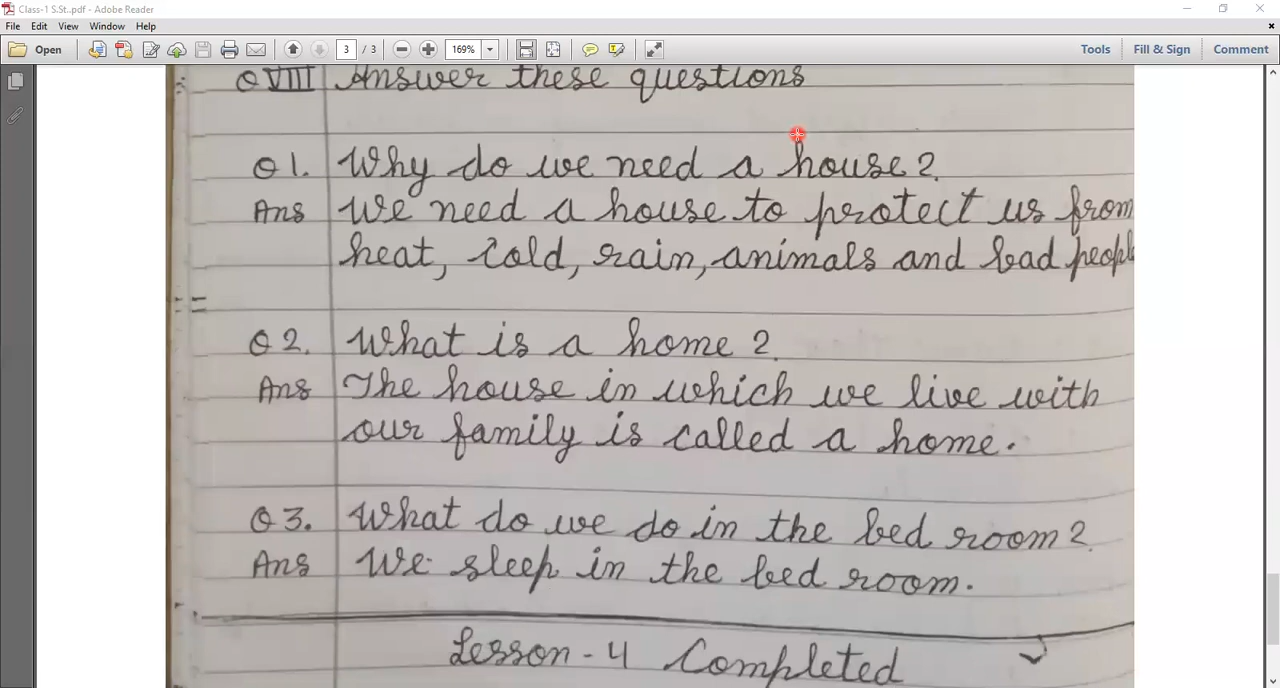 Class-1 S.St..pdf - Adobe Reader
File Edit View Window Help
Open 3 / 3 169% Tools Fill & Sign Comment
Q VIII Answer these questions
Q 1. Why do we need a house?
Ans We need a house to protect us from
heat, cold, rain, animals and bad peopl
Q 2. What is a home?
Ans The house in which we live with
our family is called a home.
Q 3. What do we do in the bed room?
Ans We sleep in the bed room.
Lesson - 4 Completed